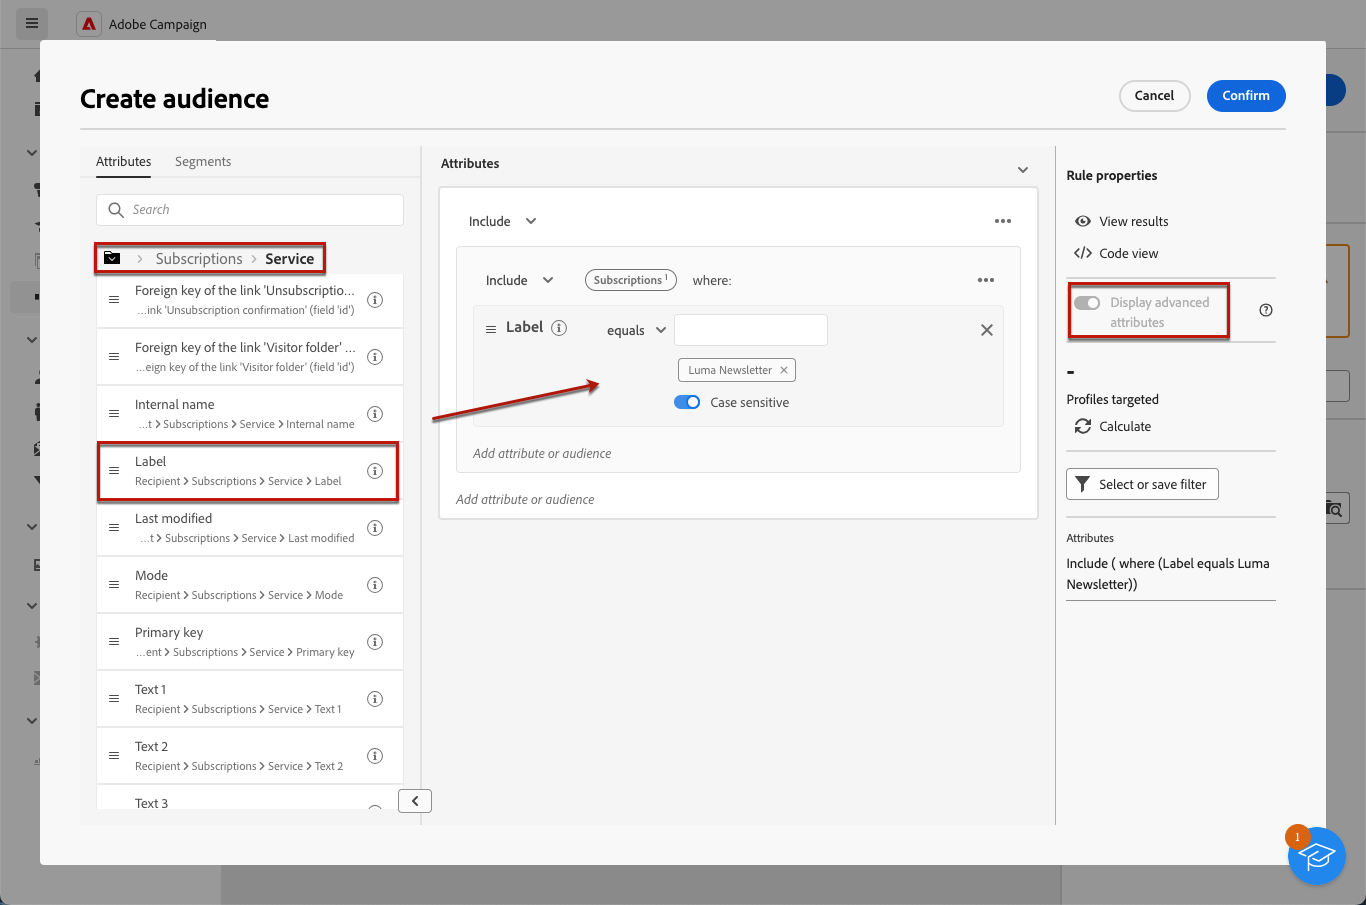 Adobe Campaign
Create audience
Cancel
Confirm
Attributes
Segments
Search
Subscriptions > Service
Foreign key of the link 'Unsubscriptio...
...ink 'Unsubscription confirmation' (field 'id')
Foreign key of the link 'Visitor folder' ...
...eign key of the link 'Visitor folder' (field 'id')
Internal name
...t > Subscriptions > Service > Internal name
Label
Recipient > Subscriptions > Service > Label
Last modified
...t > Subscriptions > Service > Last modified
Mode
Recipient > Subscriptions > Service > Mode
Primary key
...ent > Subscriptions > Service > Primary key
Text 1
Recipient > Subscriptions > Service > Text 1
Text 2
Recipient > Subscriptions > Service > Text 2
Text 3
Attributes
Include
Include
Subscriptions 1
where:
Label
equals
Luma Newsletter
Case sensitive
Add attribute or audience
Add attribute or audience
Rule properties
View results
Code view
Display advanced
attributes
-
Profiles targeted
Calculate
Select or save filter
Attributes
Include ( where (Label equals Luma
Newsletter))
1